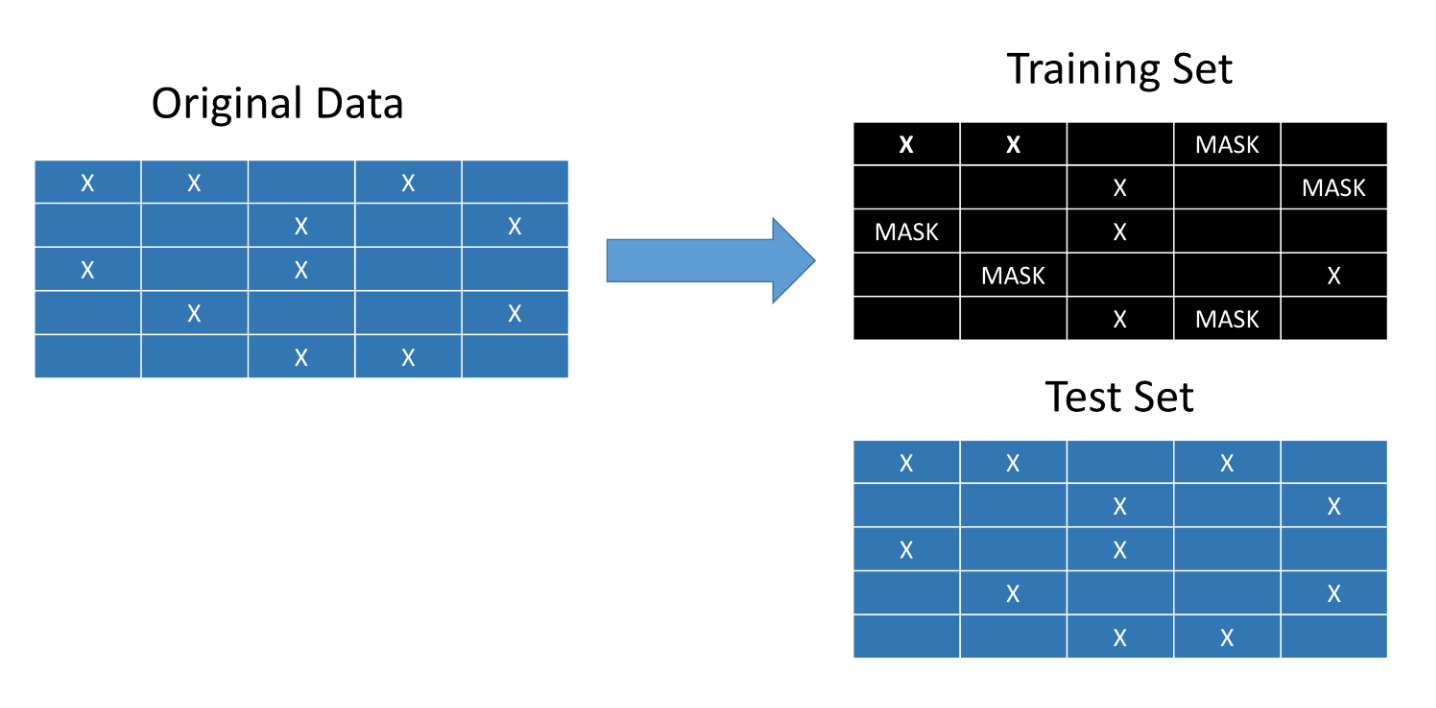 Original Data
X X X
X X
X X
X X
X X
Training Set
X X MASK
X MASK
MASK X
MASK X
X MASK
Test Set
X X X
X X
X X
X X
X X